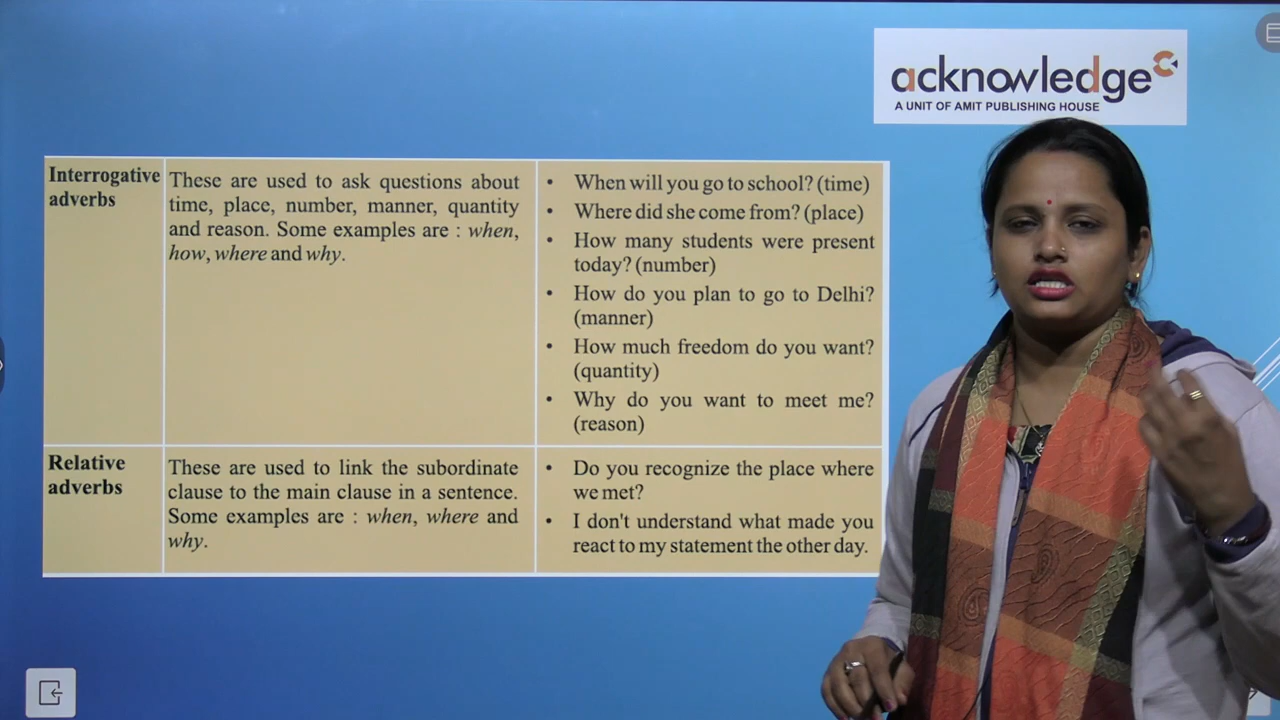 acknowledge
A UNIT OF AMIT PUBLISHING HOUSE
Interrogative
adverbs
These are used to ask questions about
time, place, number, manner, quantity
and reason. Some examples are : when,
how, where and why.
• When will you go to school? (time)
• Where did she come from? (place)
• How many students were present
today? (number)
• How do you plan to go to Delhi?
(manner)
• How much freedom do you want?
(quantity)
• Why do you want to meet me?
(reason)
Relative
adverbs
These are used to link the subordinate
clause to the main clause in a sentence.
Some examples are : when, where and
why.
• Do you recognize the place where
we met?
• I don't understand what made you
react to my statement the other day.